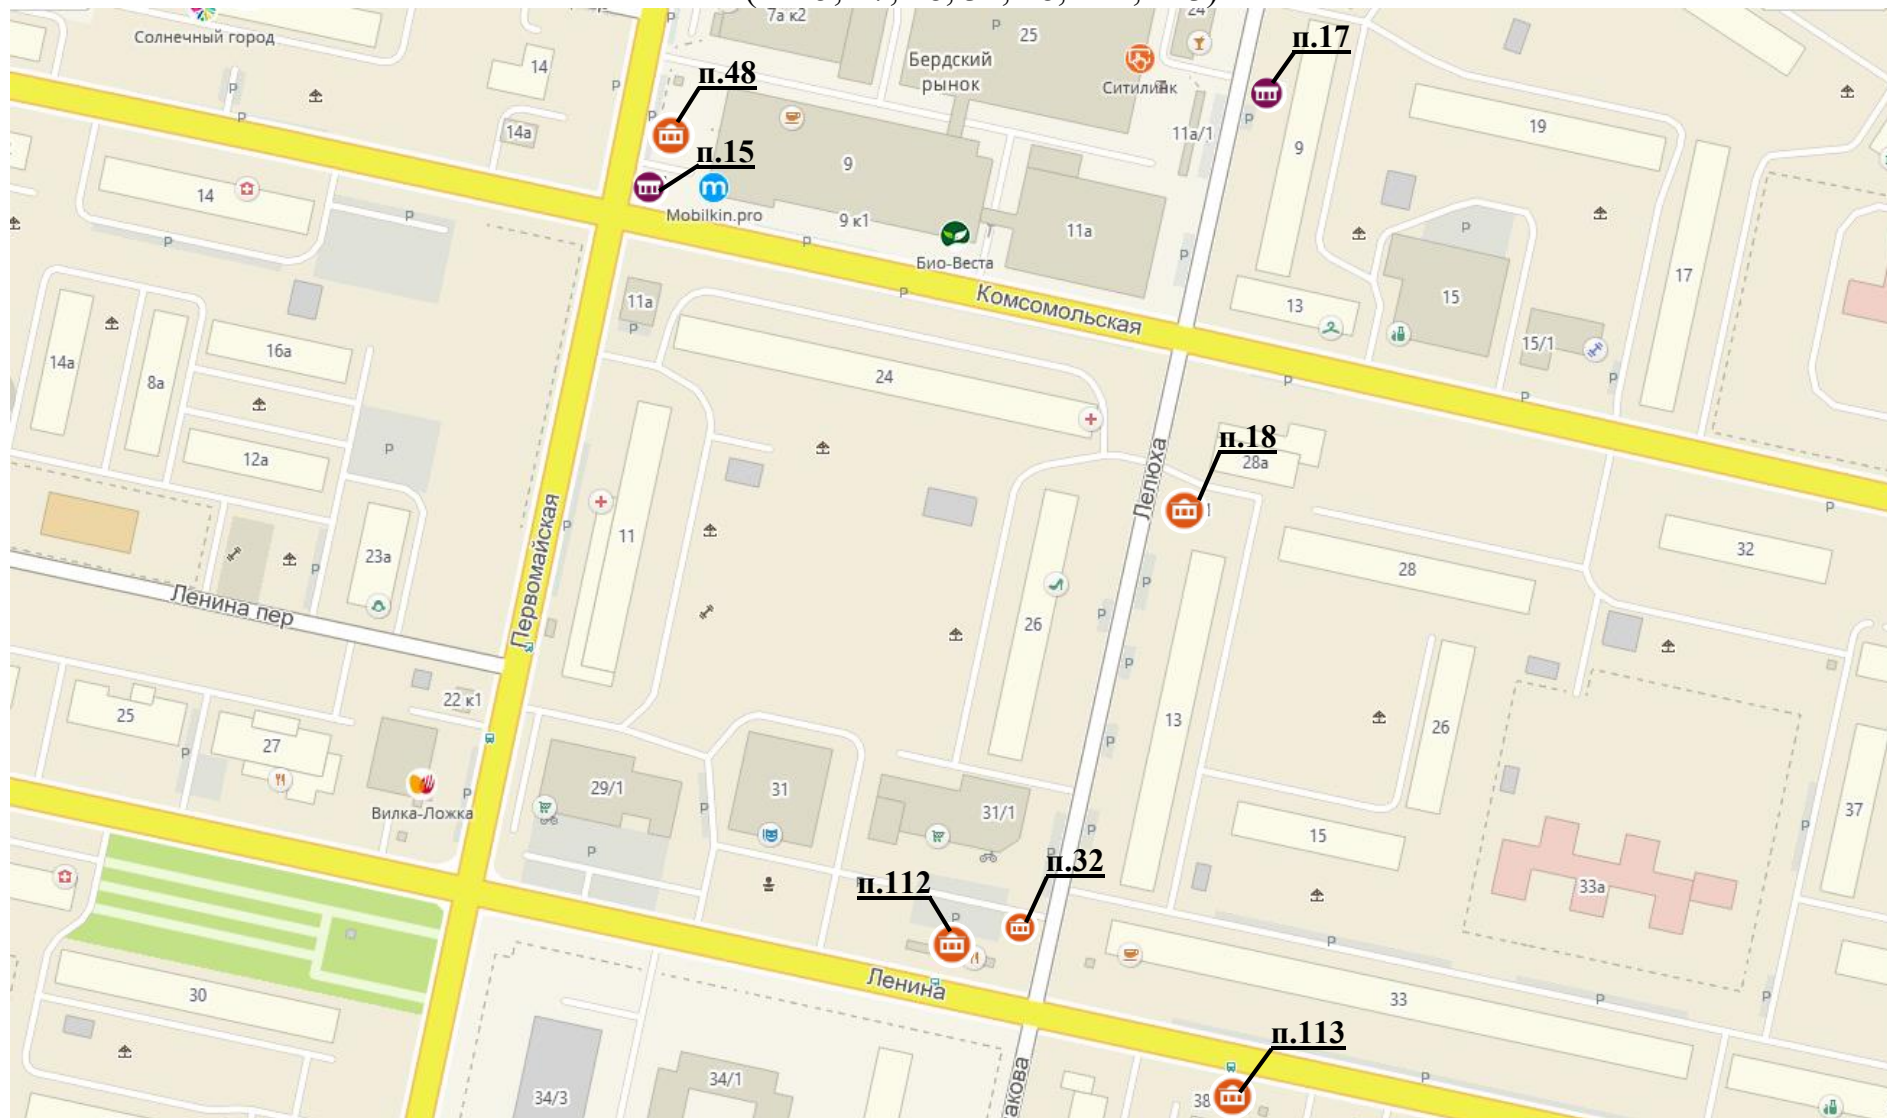 7а к2
24
25
п.17
Солнечный город
14
Бердский
рынок
п.48
Ситилинк
14а
11а/1
19
9
п.15
9
14
Mobilkin.pro
9 к1
11а
Био-Веста
17
11а
Комсомольская
13
15
15/1
16а
14а
8а
24
12а
п.18
28а
Лелюха
1
Первомайская
11
23а
32
28
Ленина пер
26
22 к1
25
13
26
27
29/1
31
31/1
37
Вилка-Ложка
15
п.32
п.112
33а
Ленина
30
33
п.113
34/1
34/3
38
акова